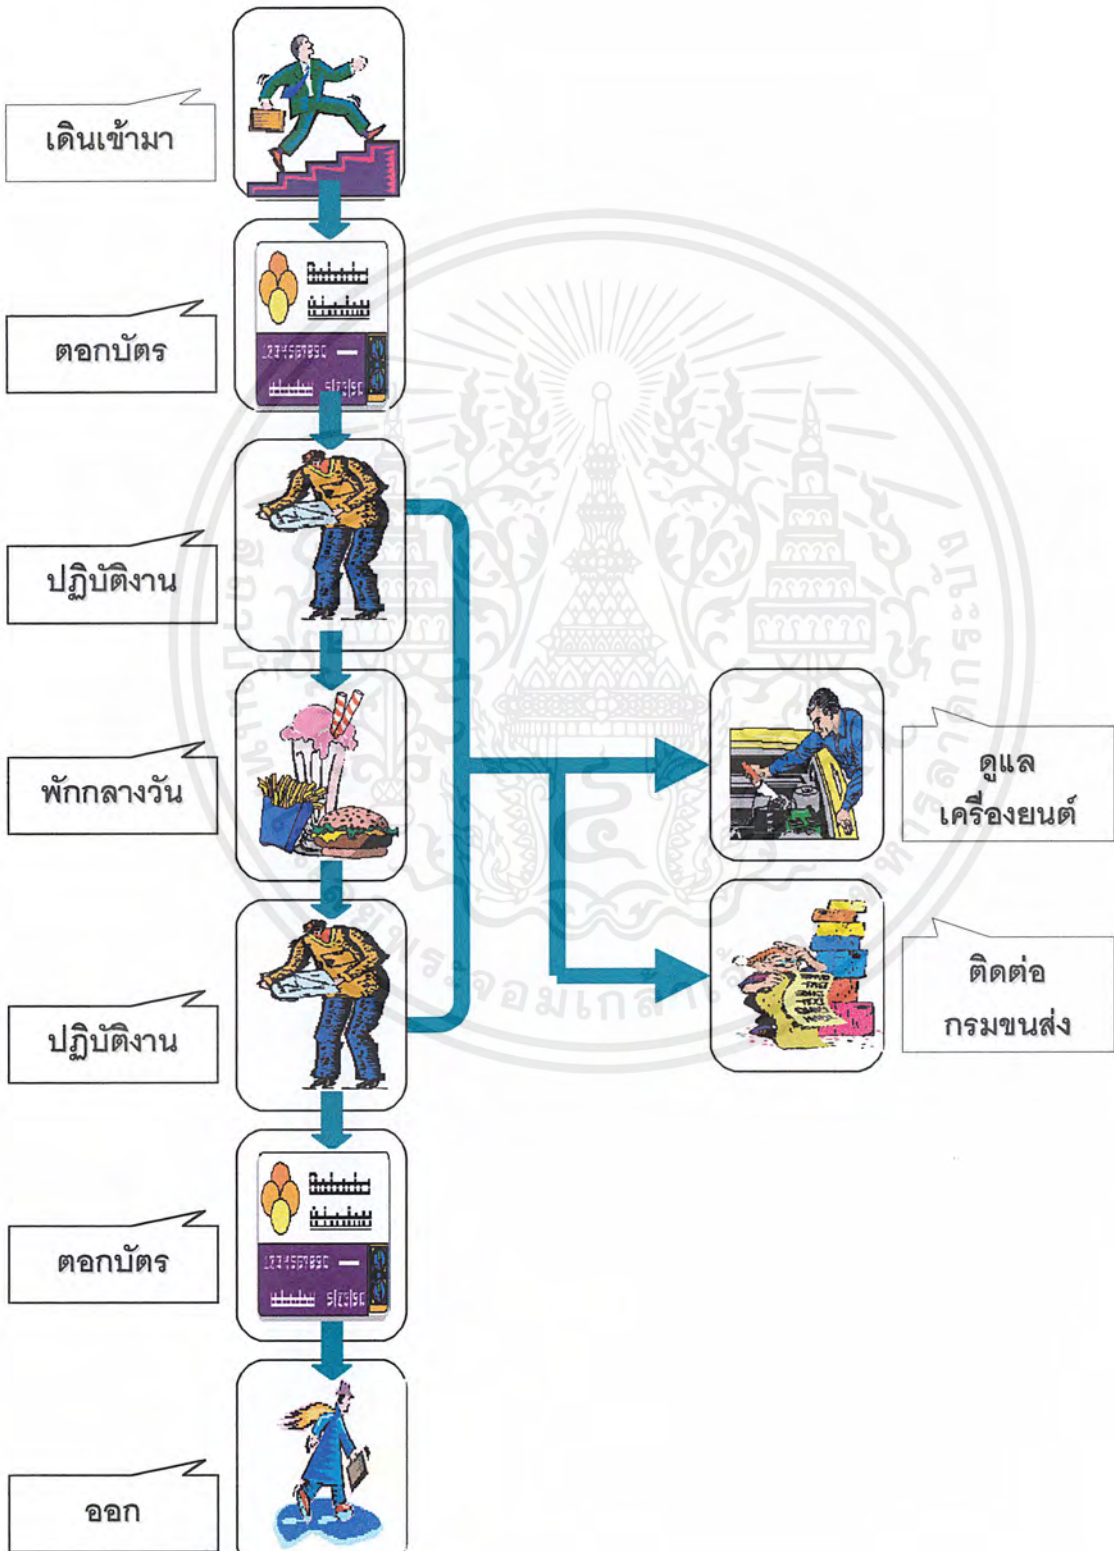 เดินเข้ามา
ตอกบัตร
ปฏิบัติงาน
พักกลางวัน
ดูแล
เครื่องยนต์
ติดต่อ
กรมขนส่ง
ปฏิบัติงาน
ตอกบัตร
ออก